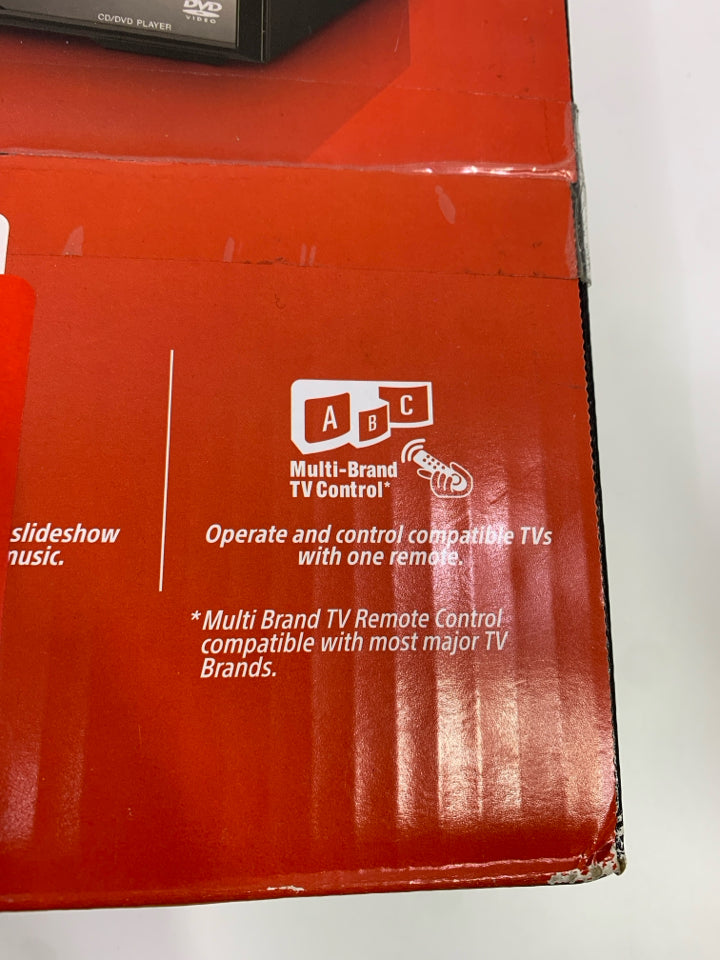 DVD
VIDEO
CD/DVD PLAYER
A B C
Multi-Brand
TV Control*
slideshow
music.
Operate and control compatible TVs
with one remote.
*Multi Brand TV Remote Control
compatible with most major TV
Brands.